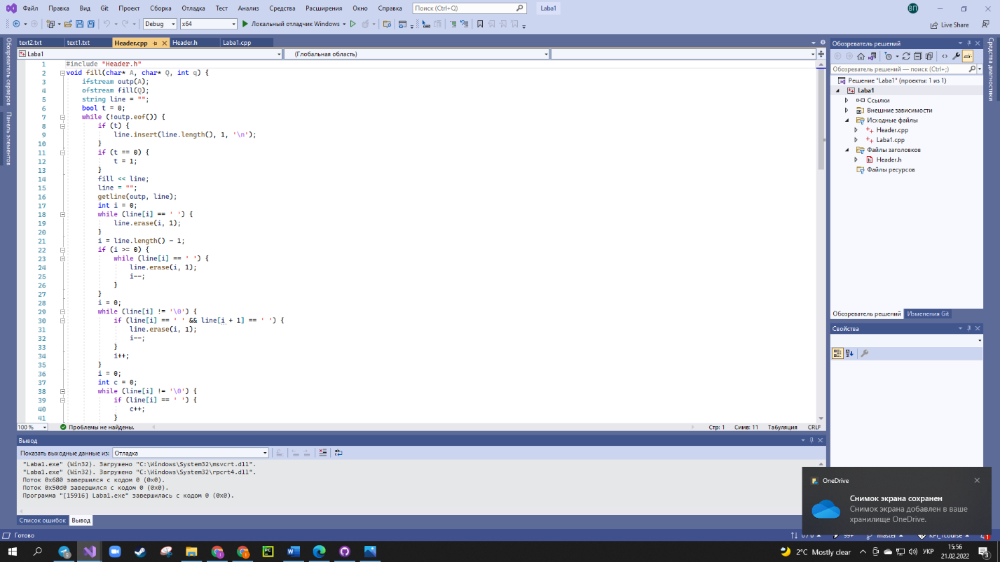 Файл Правка Вид Git Проект Сборка Отладка Тест Анализ Средства Расширения Окно Справка Поиск (Ctrl+Q) Laba1 ВП
Debug x64 Локальный отладчик Windows Live Share
Обозреватель серверов
Панель элементов
text2.txt text1.txt Header.cpp Header.h Laba1.cpp
Laba1 (Глобальная область)
1 #include "Header.h"
2 void fill(char* A, char* Q, int q) {
3 ifstream outp(A);
4 ofstream fill(Q);
5 string line = "";
6 bool t = 0;
7 while (!outp.eof()) {
8 if (t) {
9 line.insert(line.length(), 1, '\n');
10 }
11 if (t == 0) {
12 t = 1;
13 }
14 fill << line;
15 line = "";
16 getline(outp, line);
17 int i = 0;
18 while (line[i] == ' ') {
19 line.erase(i, 1);
20 }
21 i = line.length() - 1;
22 if (i >= 0) {
23 while (line[i] == ' ') {
24 line.erase(i, 1);
25 i--;
26 }
27 }
28 i = 0;
29 while (line[i] != '\0') {
30 if (line[i] == ' ' && line[i + 1] == ' ') {
31 line.erase(i, 1);
32 i--;
33 }
34 i++;
35 }
36 i = 0;
37 int c = 0;
38 while (line[i] != '\0') {
39 if (line[i] == ' ') {
40 c++;
41 }
100 % Проблемы не найдены. Стр: 1 Симв: 11 Табуляция CRLF
Вывод
Показать выходные данные из: Отладка
"Laba1.exe" (Win32). Загружено "C:\Windows\System32\msvcrt.dll".
"Laba1.exe" (Win32). Загружено "C:\Windows\System32\rpcrt4.dll".
Поток 0x680 завершился с кодом 0 (0x0).
Поток 0x50d0 завершился с кодом 0 (0x0).
Программа "[15916] Laba1.exe" завершилась с кодом 0 (0x0).
Список ошибок Вывод
Обозреватель решений
Обозреватель решений — поиск (Ctrl+;)
Решение "Laba1" (проекты: 1 из 1)
Laba1
Ссылки
Внешние зависимости
Исходные файлы
Header.cpp
Laba1.cpp
Файлы заголовков
Header.h
Файлы ресурсов
Обозреватель решений Изменения Git
Свойства
Средства диагностики
OneDrive
Снимок экрана сохранен
Снимок экрана добавлен в ваше
хранилище OneDrive.
Готово 0 / 0 99+ master KPI_1course 1
2°C Mostly clear УКР 15:56
21.02.2022 3